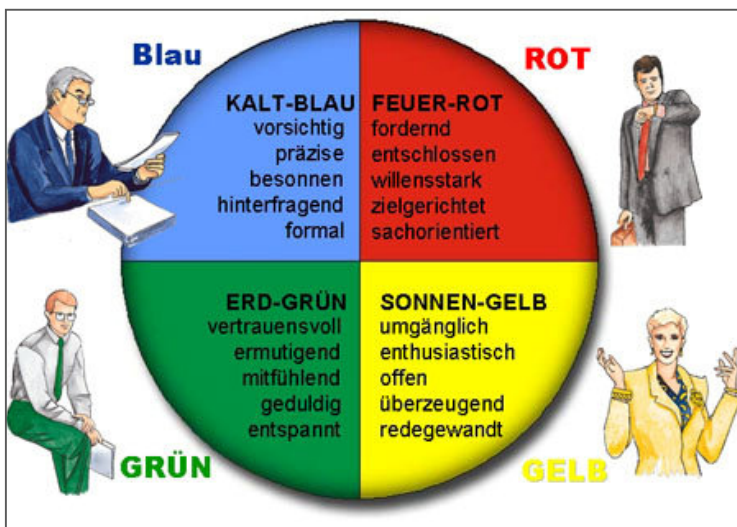 Blau
ROT
KALT-BLAU
vorsichtig
präzise
besonnen
hinterfragend
formal
FEUER-ROT
fordernd
entschlossen
willensstark
zielgerichtet
sachorientiert
ERD-GRÜN
vertrauensvoll
ermutigend
mitfühlend
geduldig
entspannt
SONNEN-GELB
umgänglich
enthusiastisch
offen
überzeugend
redegewandt
GRÜN
GELB